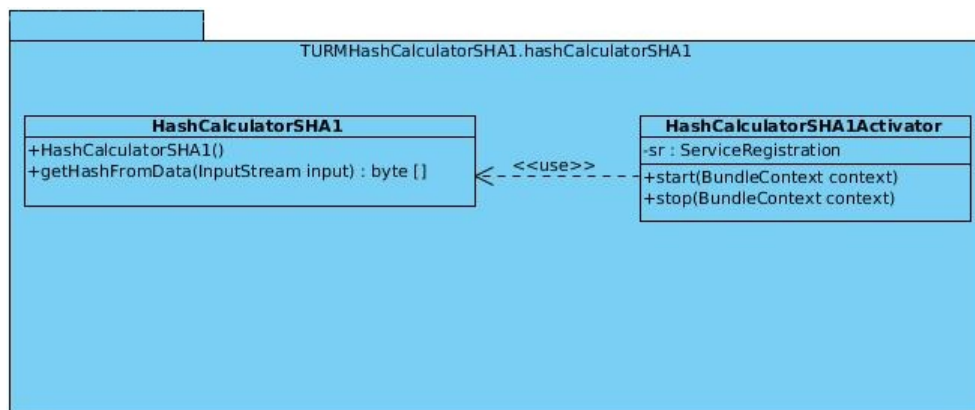 TURMHashCalculatorSHA1.hashCalculatorSHA1
HashCalculatorSHA1
+HashCalculatorSHA1()
+getHashFromData(InputStream input) : byte []
<<use>>
HashCalculatorSHA1Activator
-sr : ServiceRegistration
+start(BundleContext context)
+stop(BundleContext context)